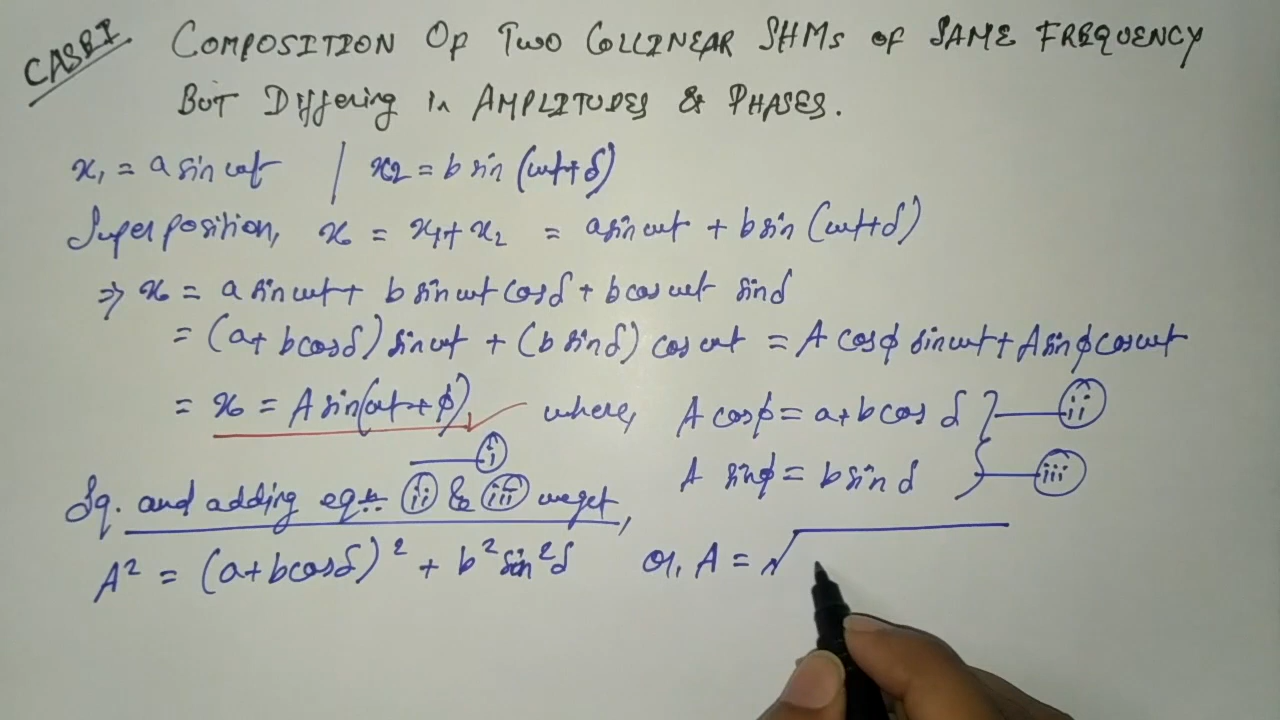 CASE I. COMPOSITION OF TWO COLLINEAR SHMs OF SAME FREQUENCY
BUT Differing in AMPLITUDES & PHASES.
x₁ = a sin ωt | x₂ = b sin (ωt+δ)
Superposition, x = x₁+ x₂ = a sin ωt + b sin (ωt+δ)
⇒ x = a sin ωt + b sin ωt cos δ + b cos ωt sin δ
= (a+ b cos δ) sin ωt + (b sin δ) cos ωt = A cos ϕ sin ωt + A sin ϕ cos ωt
= x = A sin(ωt + ϕ) where, A cos ϕ = a+b cos δ } — (ii)
— (i)
A sin ϕ = b sin δ } — (iii)
Sq. and adding eqⁿˢ (ii) & (iii) we get,
A² = (a+b cos δ)² + b² sin² δ or, A = √